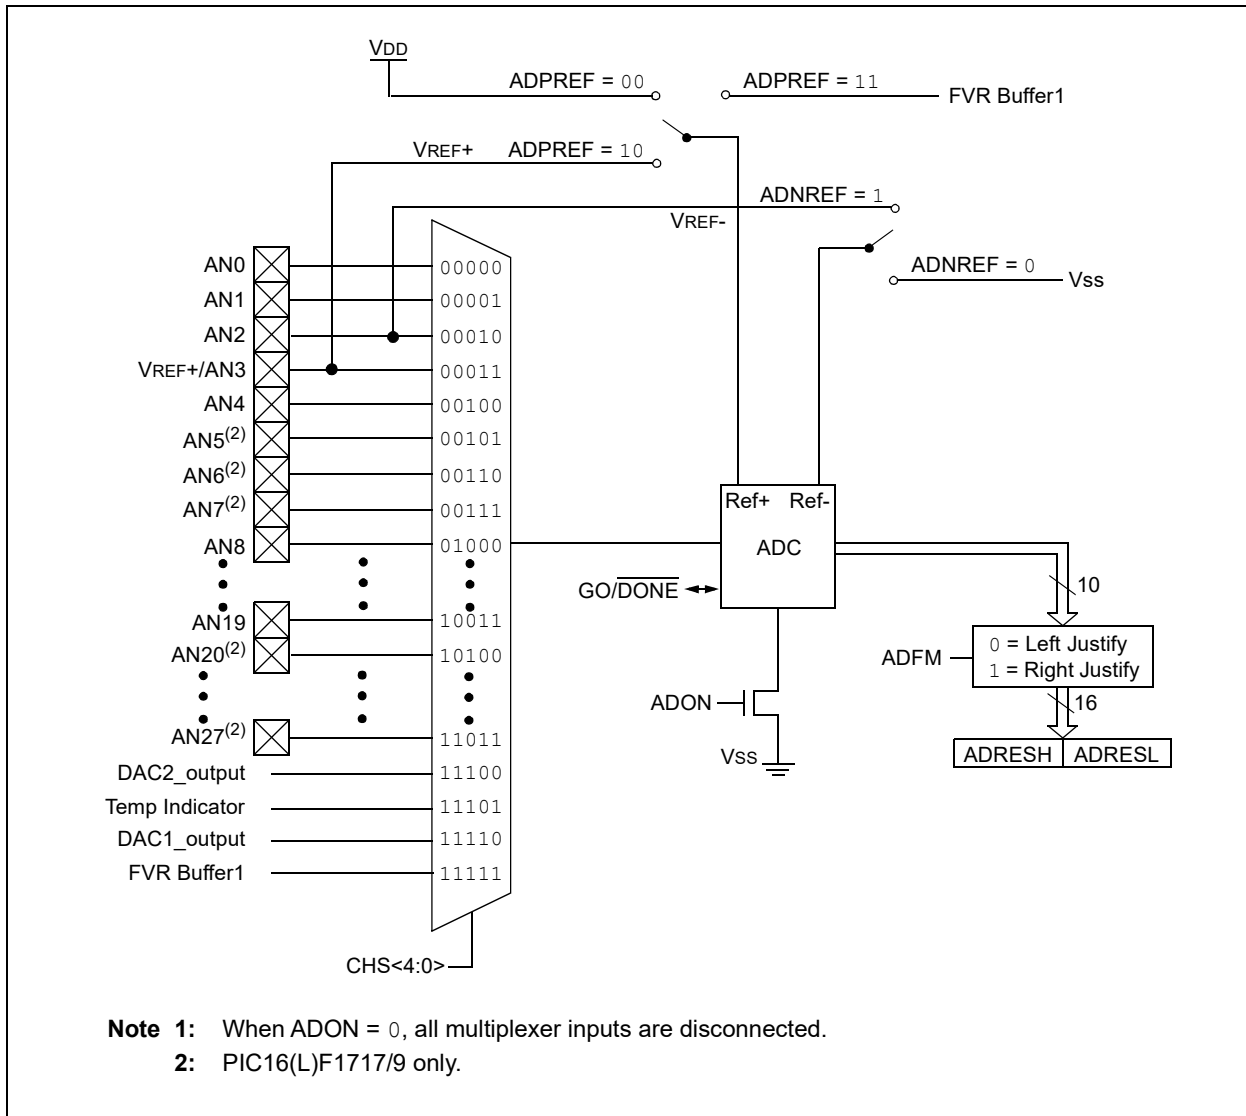 VDD
ADPREF = 00
ADPREF = 11
FVR Buffer1
VREF+
ADPREF = 10
ADNREF = 1
VREF-
ADNREF = 0
VSS
AN0
00000
AN1
00001
AN2
00010
VREF+/AN3
00011
AN4
00100
AN5(2)
00101
AN6(2)
00110
AN7(2)
00111
AN8
01000
AN19
10011
AN20(2)
10100
AN27(2)
11011
DAC2_output
11100
Temp Indicator
11101
DAC1_output
11110
FVR Buffer1
11111
CHS<4:0>
Ref+ Ref-
ADC
GO/DONE
10
ADFM
0 = Left Justify
1 = Right Justify
16
ADON
VSS
ADRESH ADRESL
Note 1: When ADON = 0, all multiplexer inputs are disconnected.
2: PIC16(L)F1717/9 only.